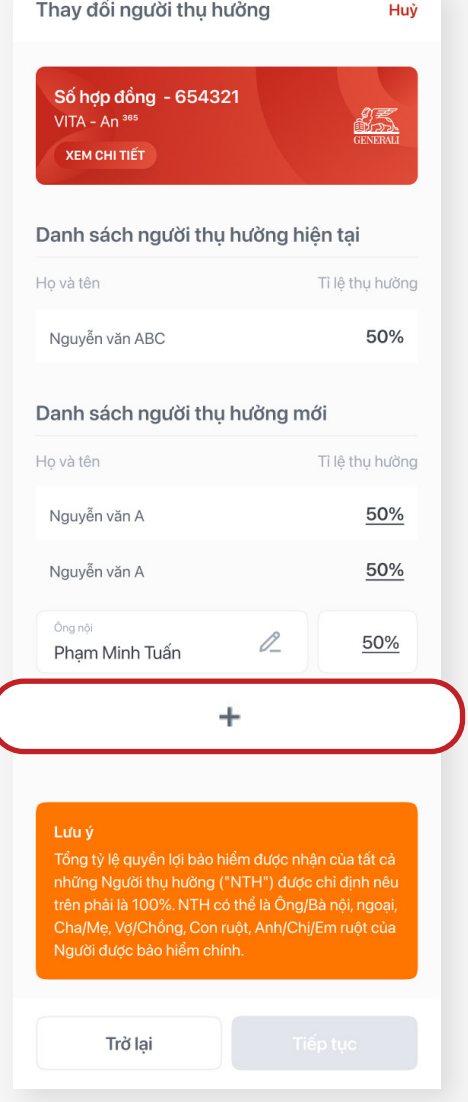 Thay đổi người thụ hưởng Huỷ
Số hợp đồng - 654321
VITA - An 365
GENERALI
XEM CHI TIẾT
Danh sách người thụ hưởng hiện tại
Họ và tên Tỉ lệ thụ hưởng
Nguyễn văn ABC 50%
Danh sách người thụ hưởng mới
Họ và tên Tỉ lệ thụ hưởng
Nguyễn văn A 50%
Nguyễn văn A 50%
Ông nội
Phạm Minh Tuấn 50%
+
Lưu ý
Tổng tỷ lệ quyền lợi bảo hiểm được nhận của tất cả
những Người thụ hưởng ("NTH") được chỉ định nêu
trên phải là 100%. NTH có thể là Ông/Bà nội, ngoại,
Cha/Mẹ, Vợ/Chồng, Con ruột, Anh/Chị/Em ruột của
Người được bảo hiểm chính.
Trở lại Tiếp tục